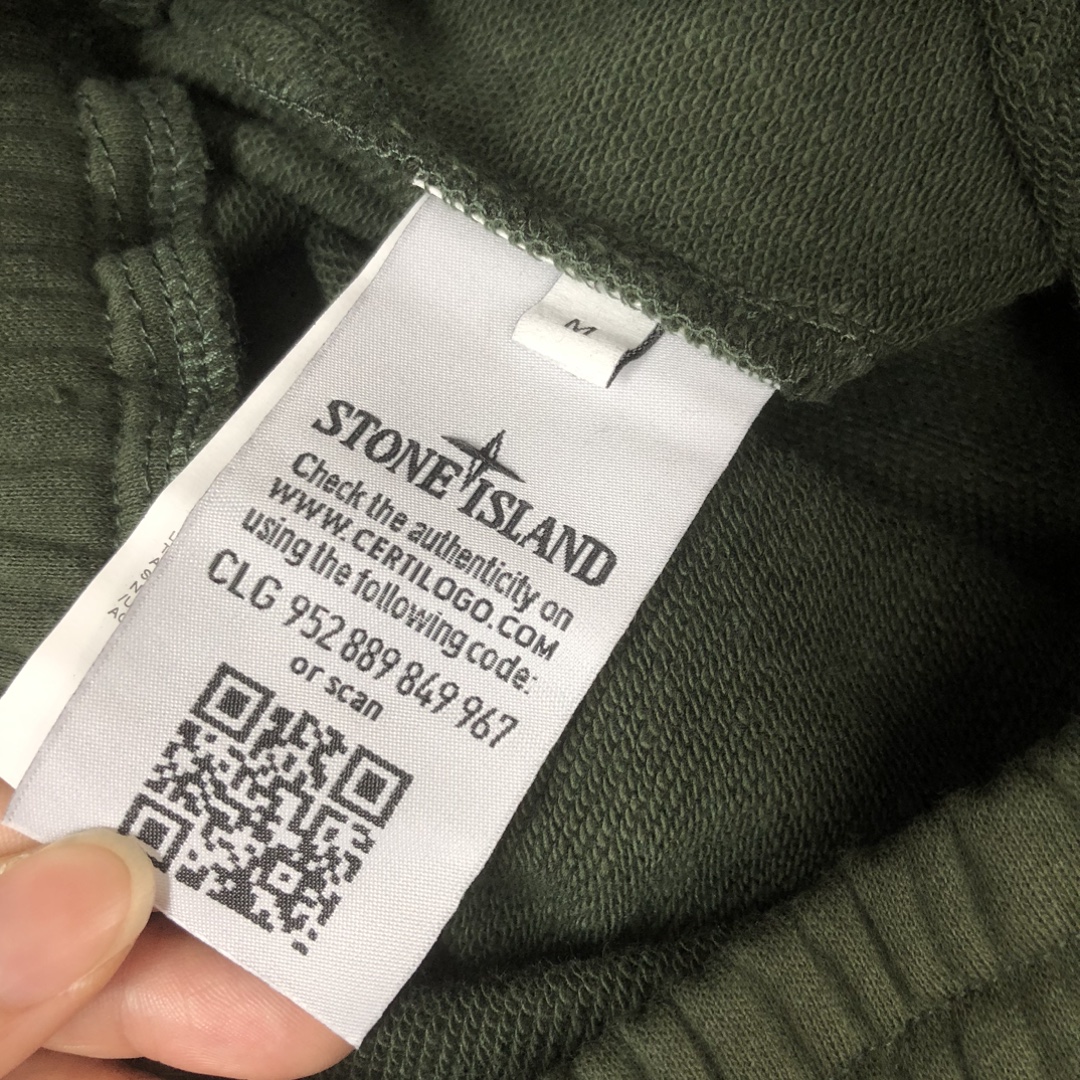 M
STONE ISLAND
Check the authenticity on
WWW.CERTILOGO.COM
using the following code:
CLG 952 889 849 967
or scan